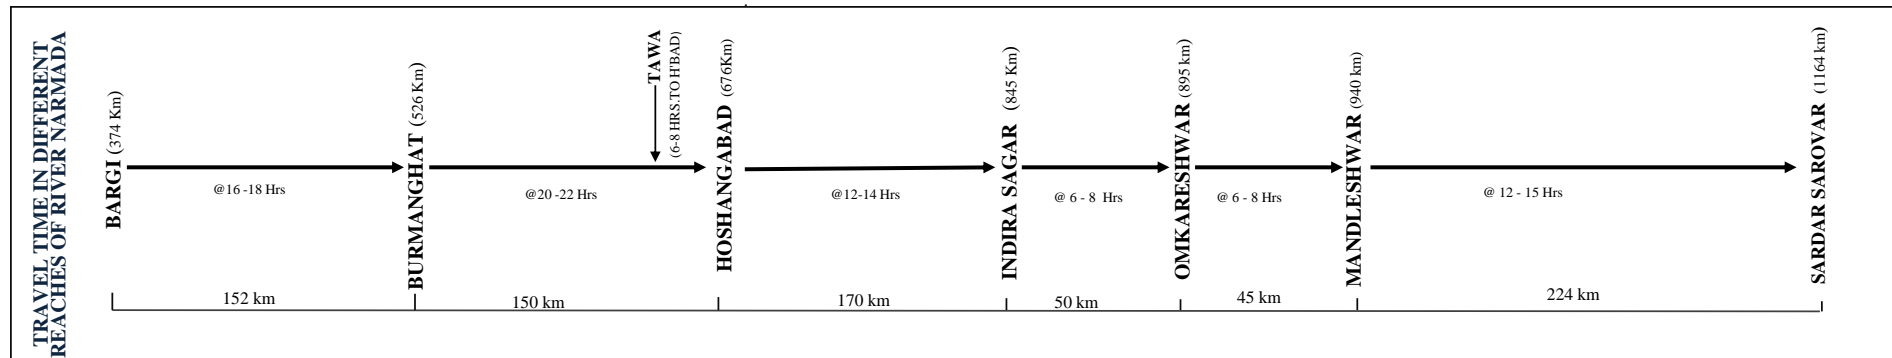 TRAVEL TIME IN DIFFERENT
REACHES OF RIVER NARMADA
BARGI (374 Km)
@16 -18 Hrs
BURMANGHAT (526 Km)
@20 -22 Hrs
TAWA
(6-8 HRS.TO H'BAD)
HOSHANGABAD (676Km)
@12-14 Hrs
INDIRA SAGAR (845 Km)
@ 6 - 8 Hrs
OMKARESHWAR (895 km)
@ 6 - 8 Hrs
MANDLESHWAR (940 km)
@ 12 - 15 Hrs
SARDAR SAROVAR (1164 km)
152 km
150 km
170 km
50 km
45 km
224 km